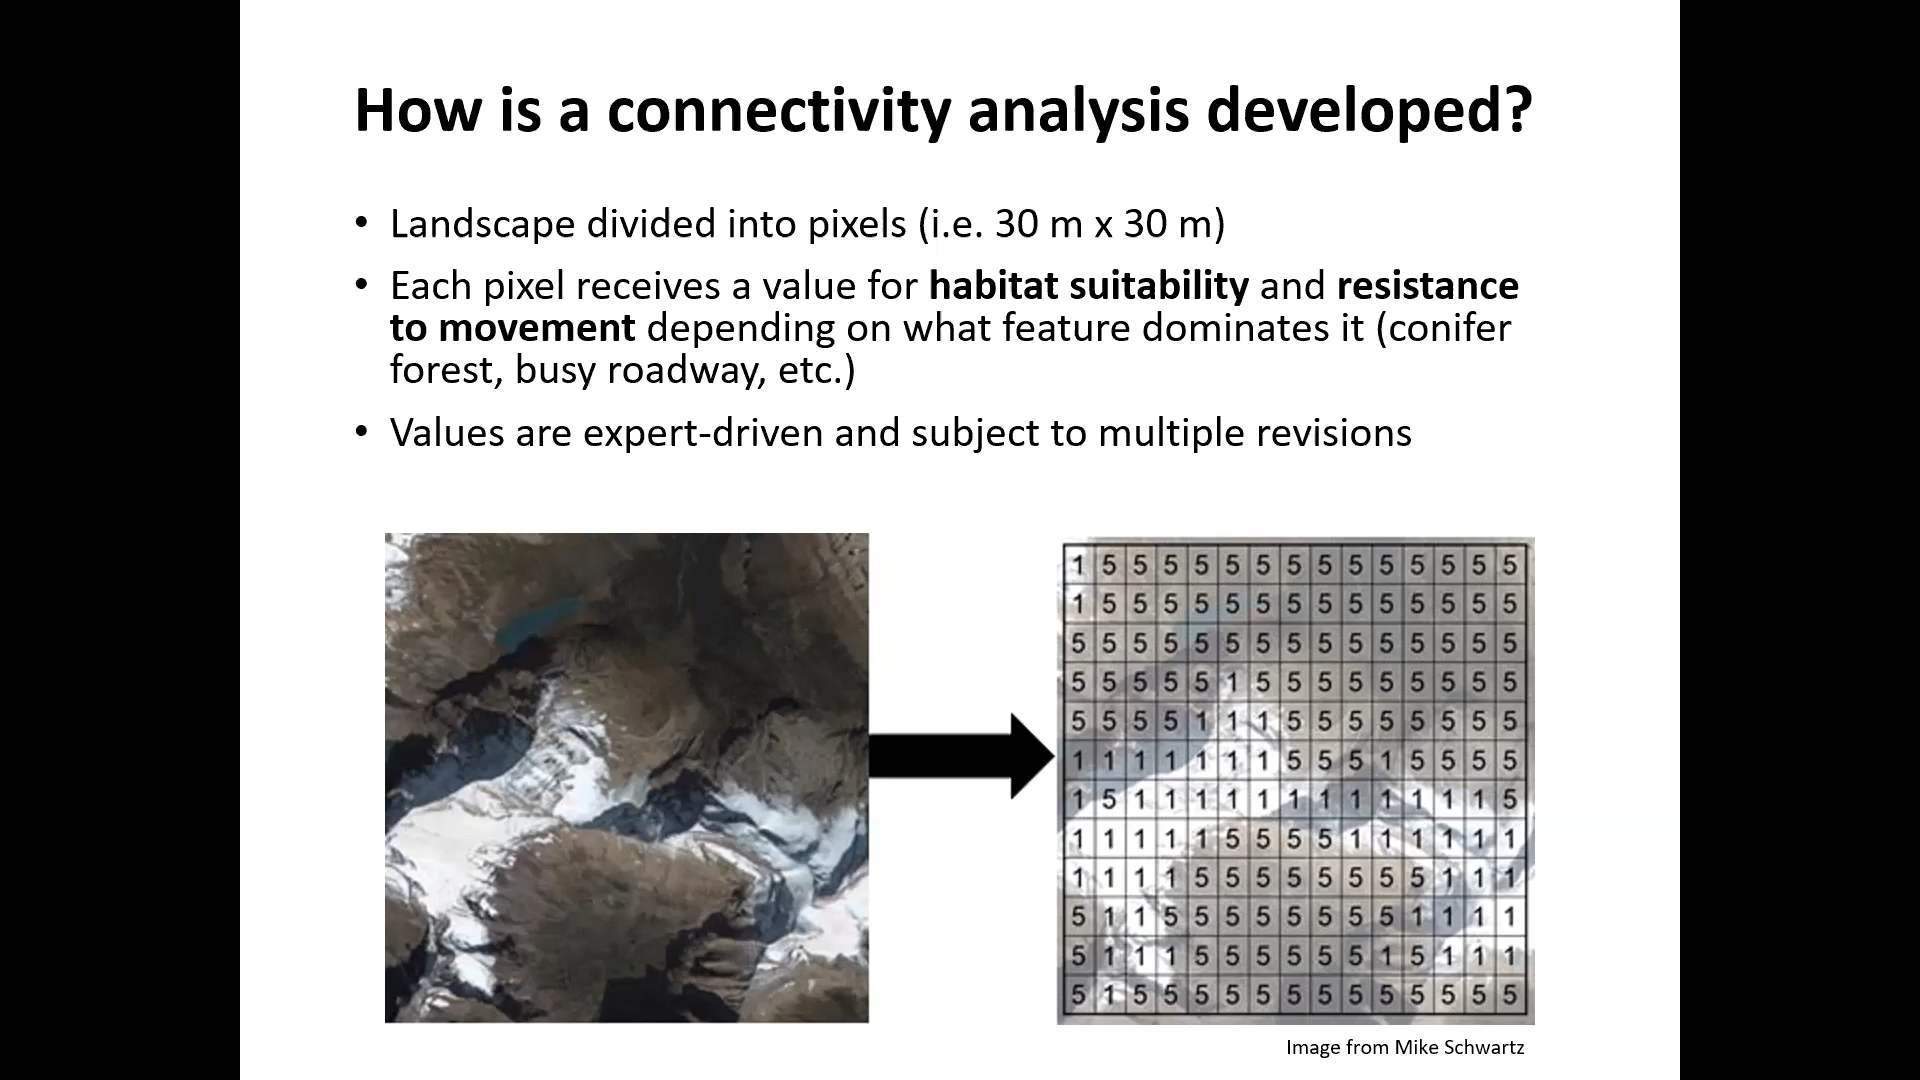 How is a connectivity analysis developed?
• Landscape divided into pixels (i.e. 30 m x 30 m)
• Each pixel receives a value for habitat suitability and resistance
to movement depending on what feature dominates it (conifer
forest, busy roadway, etc.)
• Values are expert-driven and subject to multiple revisions
1 5 5 5 5 5 5 5 5 5 5 5 5 5 5
1 5 5 5 5 5 5 5 5 5 5 5 5 5 5
5 5 5 5 5 5 5 5 5 5 5 5 5 5 5
5 5 5 5 5 1 5 5 5 5 5 5 5 5 5
5 5 5 5 1 1 1 5 5 5 5 5 5 5 5
1 1 1 1 1 1 1 5 5 5 1 5 5 5 5
1 5 1 1 1 1 1 1 1 1 1 1 1 1 5
1 1 1 1 1 5 5 5 5 1 1 1 1 1 1
1 1 1 1 5 5 5 5 5 5 5 5 1 1 1
5 1 1 5 5 5 5 5 5 5 5 1 1 1 1
5 1 1 1 5 5 5 5 5 5 1 5 1 1 1
5 1 5 5 5 5 5 5 5 5 5 5 5 5 5
Image from Mike Schwartz